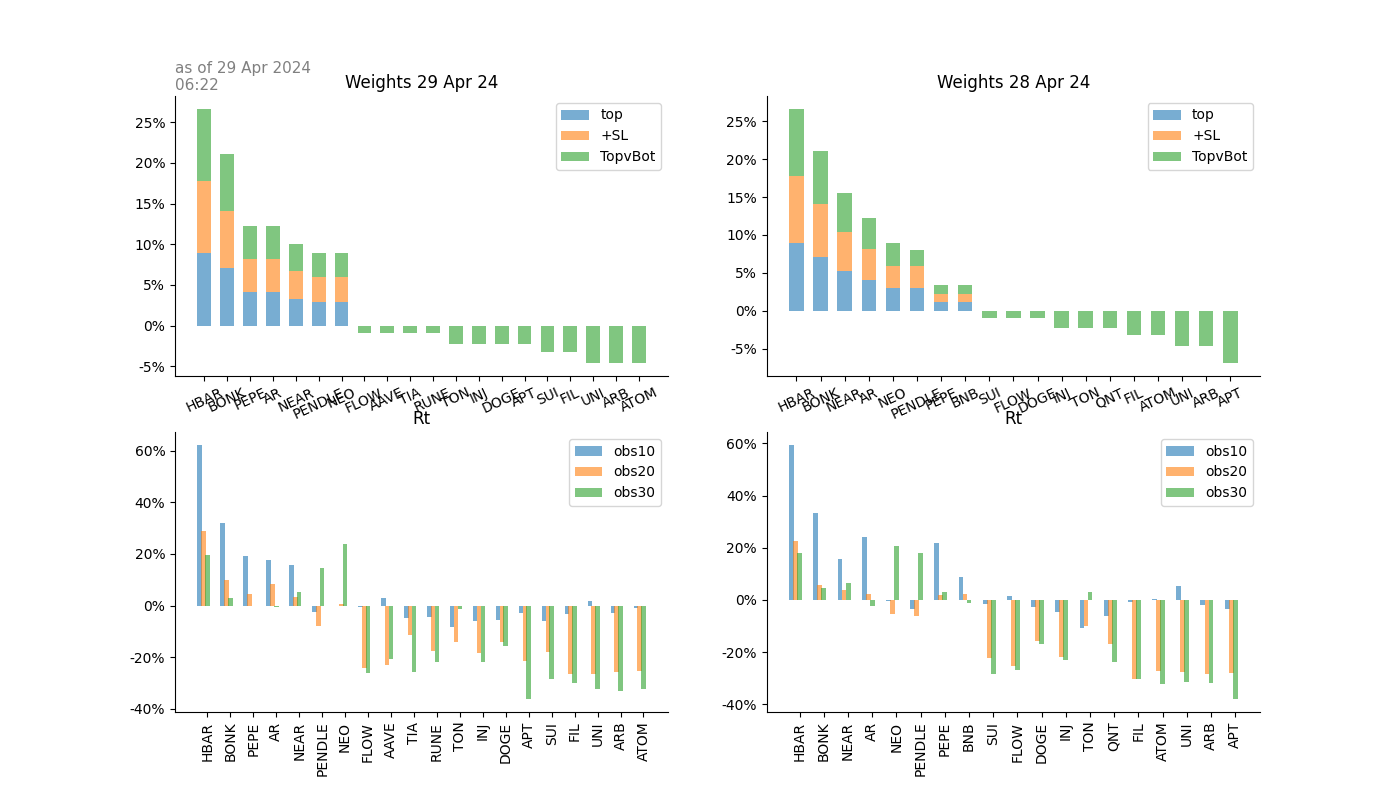 as of 29 Apr 2024
06:22
Weights 29 Apr 24
25%
20%
15%
10%
5%
0%
-5%
top
+SL
TopvBot
HBAR BONK PEPE AR NEAR PENDLE NEO FLOW AAVE TIA RUNE TON INJ DOGE APT SUI FIL UNI ARB ATOM
Weights 28 Apr 24
25%
20%
15%
10%
5%
0%
-5%
top
+SL
TopvBot
HBAR BONK NEAR AR NEO PENDLE PEPE BNB SUI FLOW DOGE INJ TON QNT FIL ATOM UNI ARB APT
Rt
60%
40%
20%
0%
-20%
-40%
obs10
obs20
obs30
HBAR BONK PEPE AR NEAR PENDLE NEO FLOW AAVE TIA RUNE TON INJ DOGE APT SUI FIL UNI ARB ATOM
Rt
60%
40%
20%
0%
-20%
-40%
obs10
obs20
obs30
HBAR BONK NEAR AR NEO PENDLE PEPE BNB SUI FLOW DOGE INJ TON QNT FIL ATOM UNI ARB APT